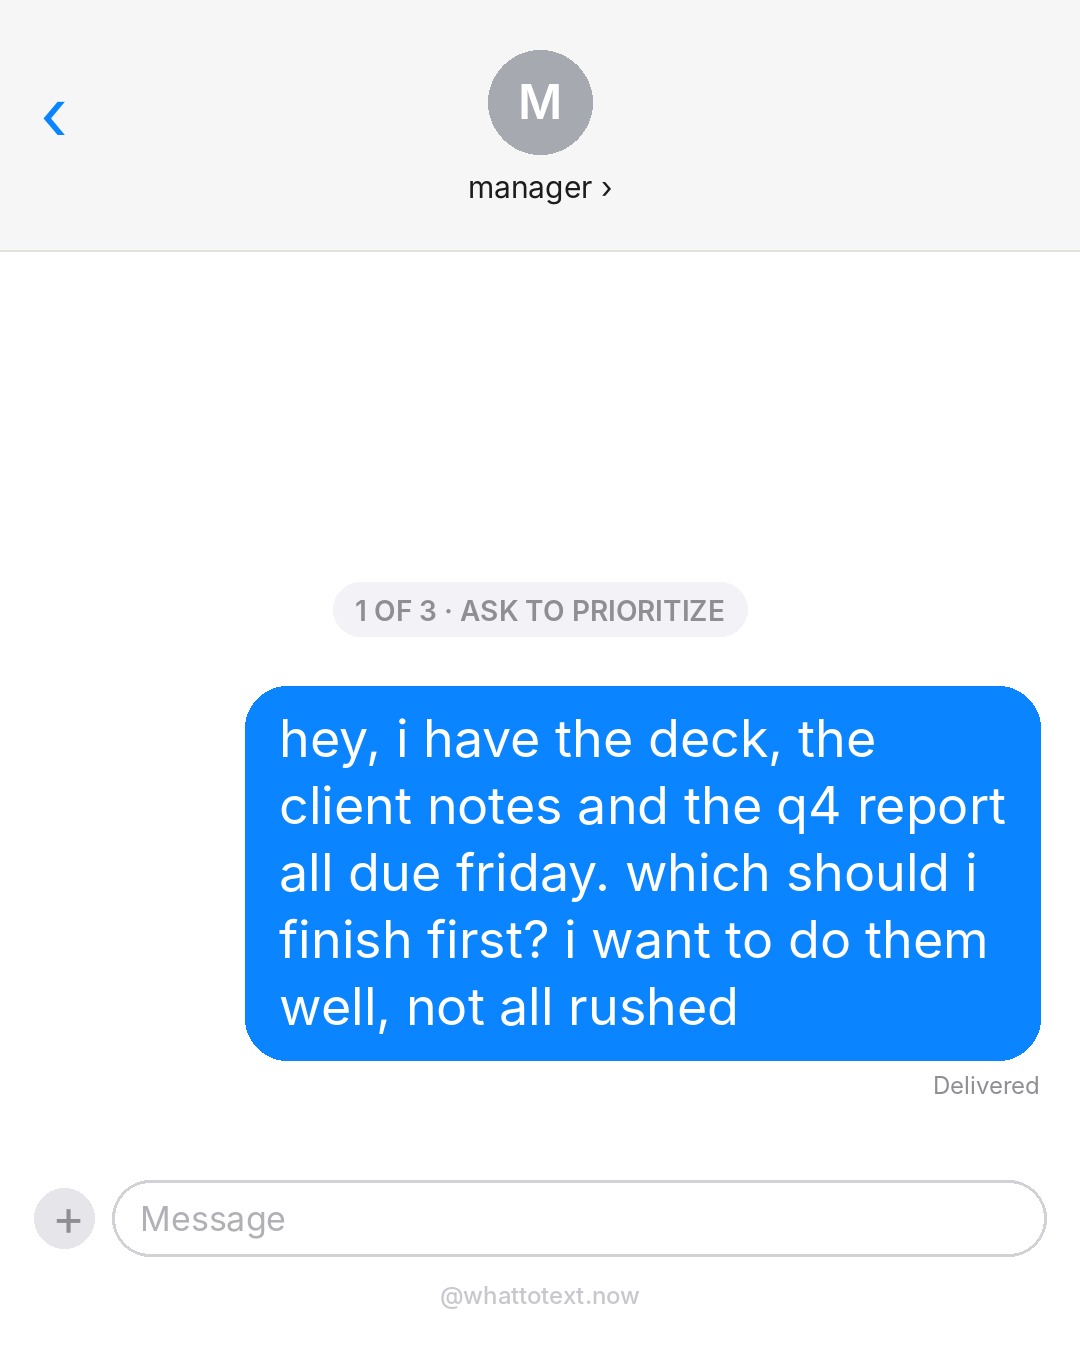 M
manager ›
1 OF 3 · ASK TO PRIORITIZE
hey, i have the deck, the
client notes and the q4 report
all due friday. which should i
finish first? i want to do them
well, not all rushed
Delivered
+
Message
@whattotext.now